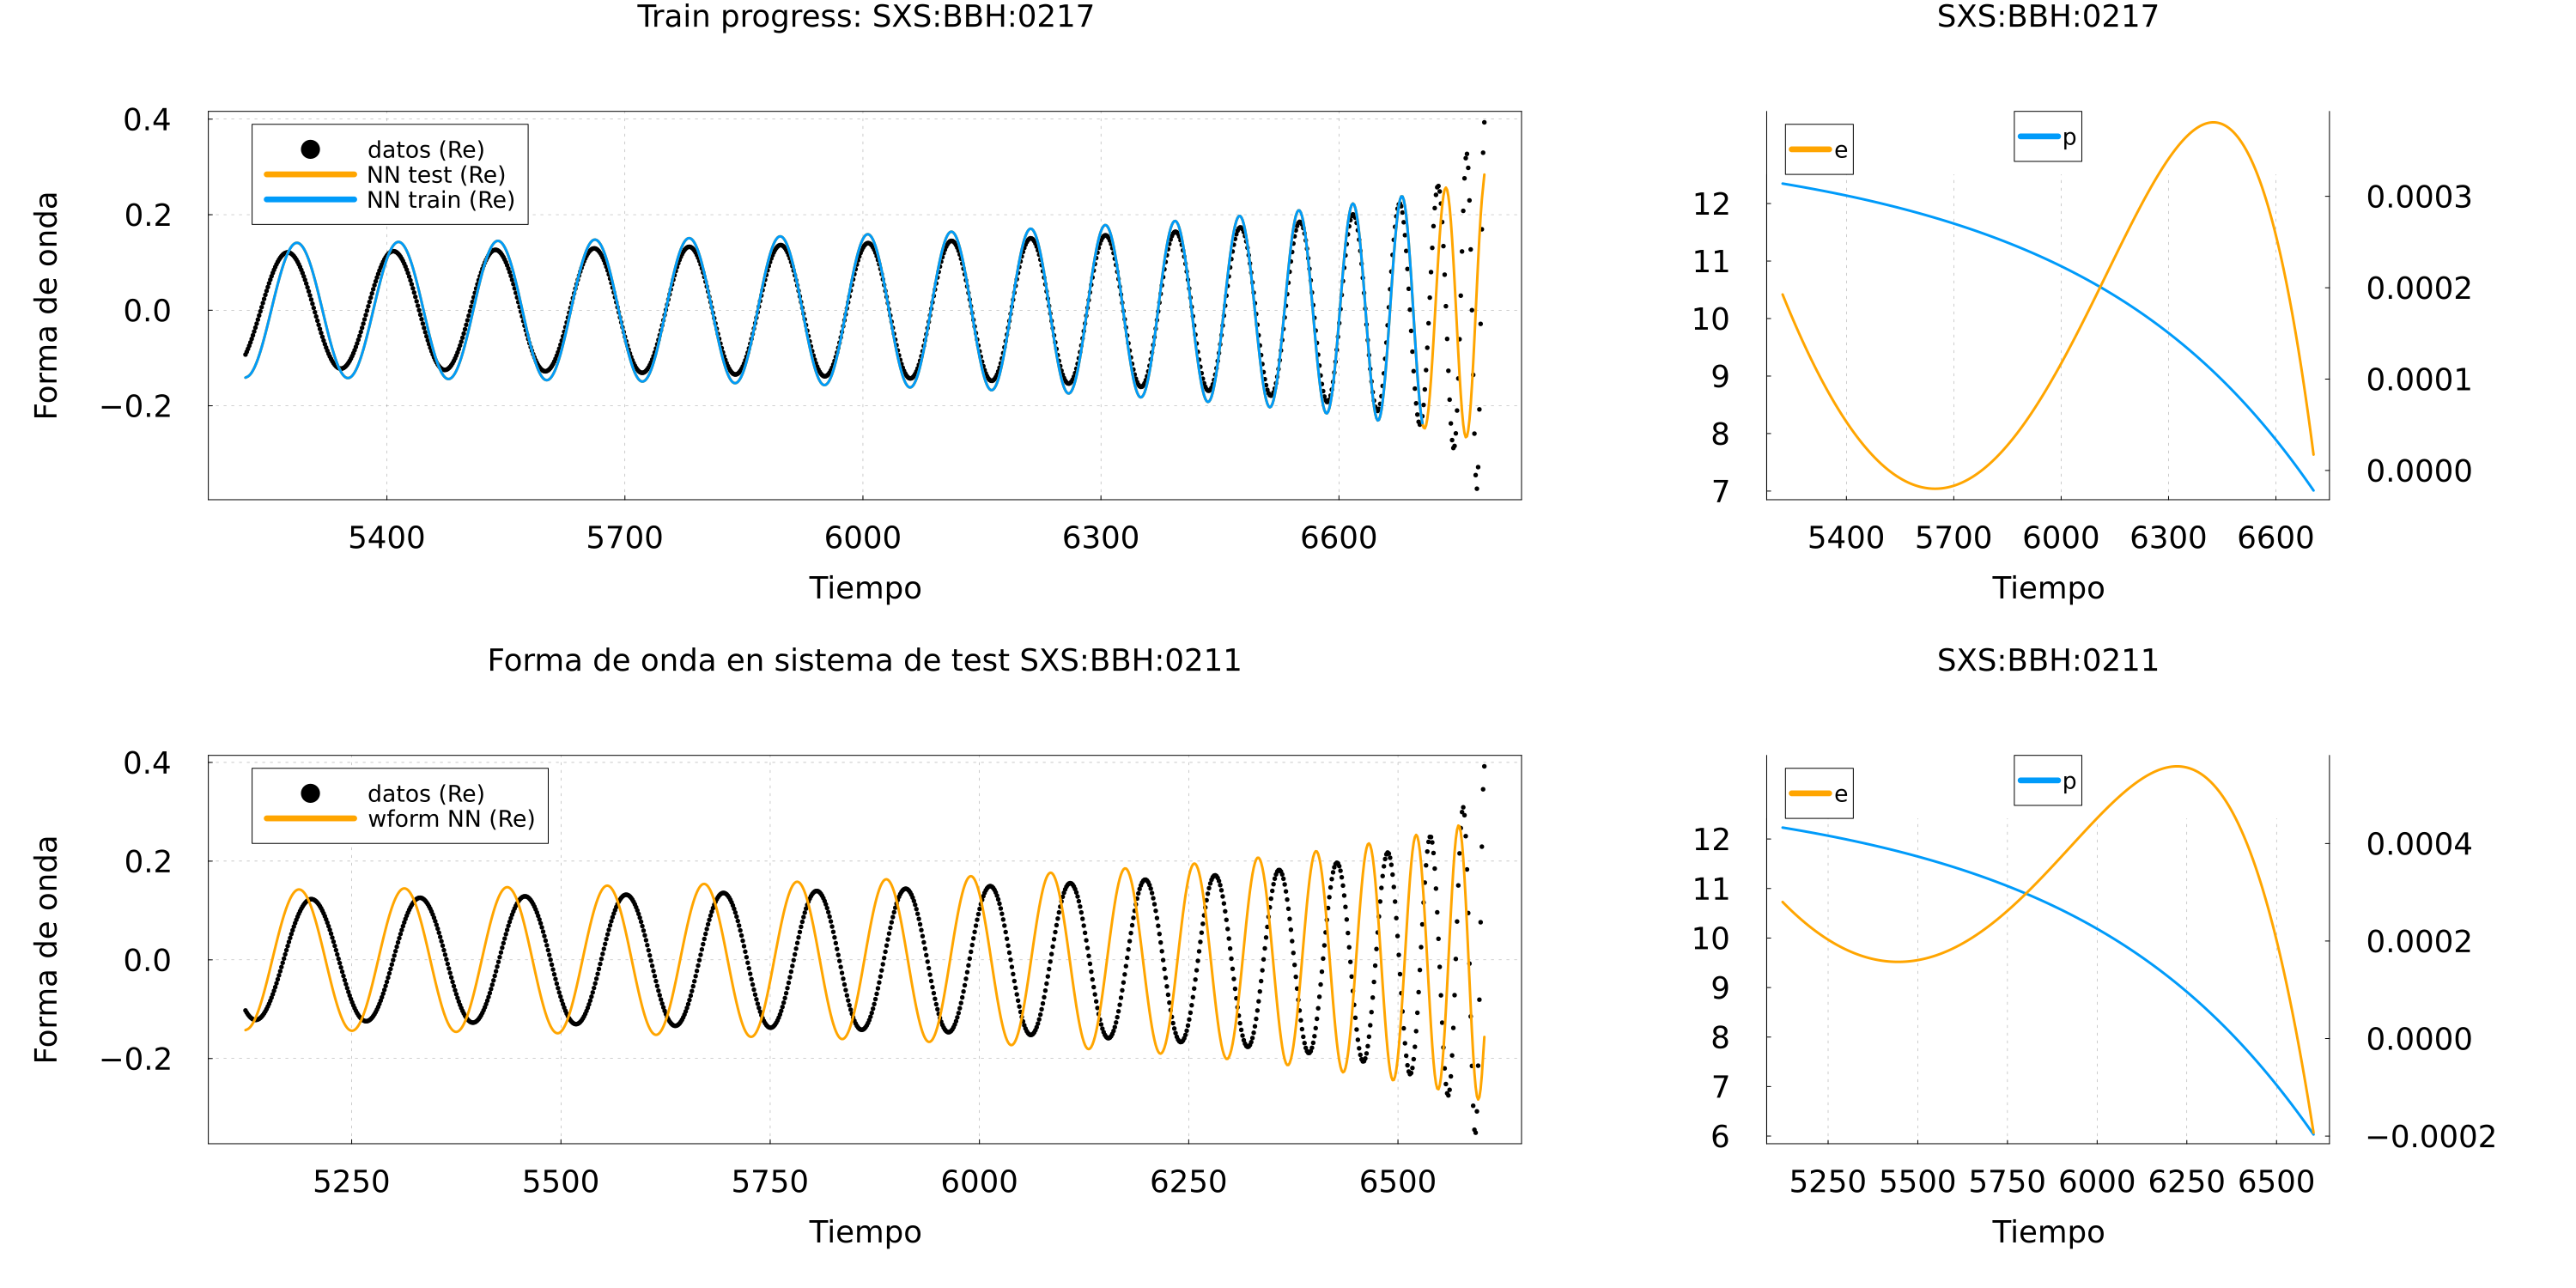 Train progress: SXS:BBH:0217
Forma de onda
0.4
0.2
0.0
−0.2
datos (Re)
NN test (Re)
NN train (Re)
5400 5700 6000 6300 6600
Tiempo
SXS:BBH:0217
e
p
12
11
10
9
8
7
0.0003
0.0002
0.0001
0.0000
5400 5700 6000 6300 6600
Tiempo
Forma de onda en sistema de test SXS:BBH:0211
Forma de onda
0.4
0.2
0.0
−0.2
datos (Re)
wform NN (Re)
5250 5500 5750 6000 6250 6500
Tiempo
SXS:BBH:0211
e
p
12
11
10
9
8
7
6
0.0004
0.0002
0.0000
−0.0002
5250 5500 5750 6000 6250 6500
Tiempo